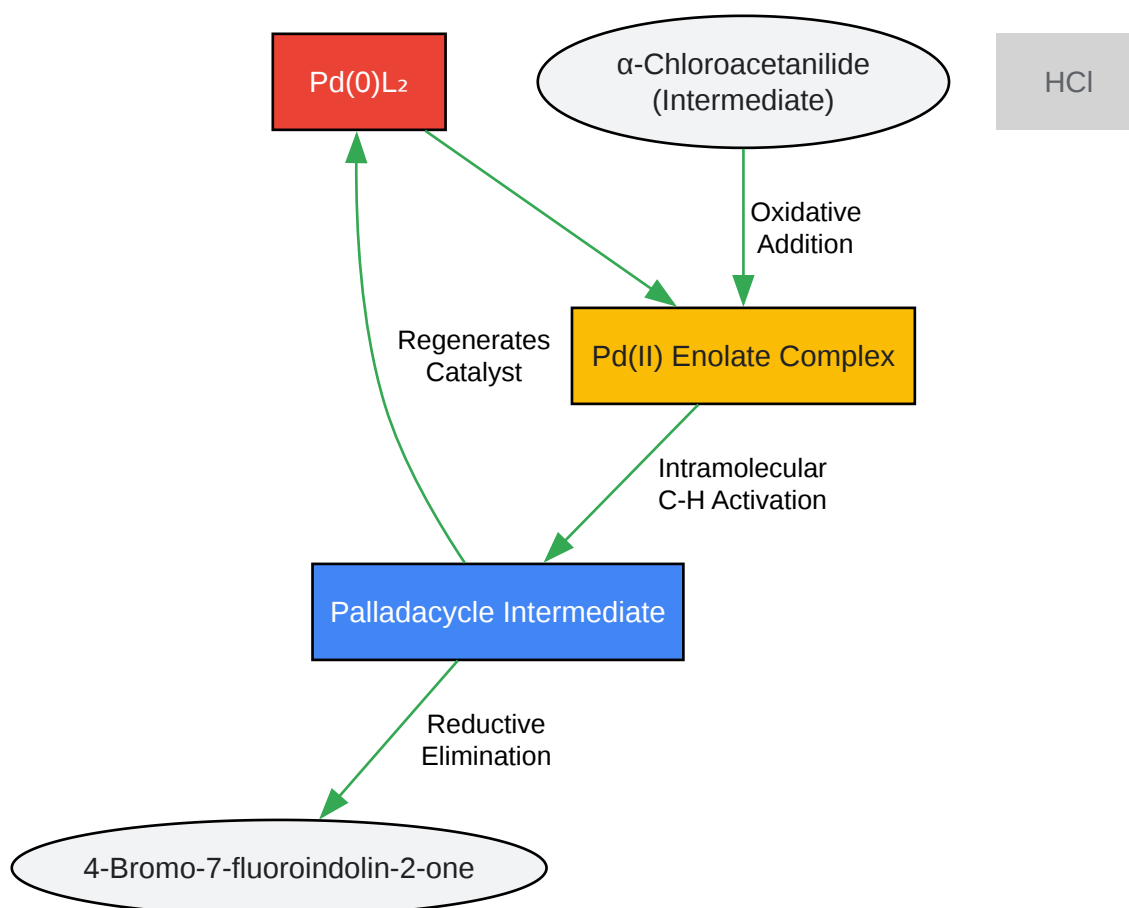 Pd(0)L₂
α-Chloroacetanilide
(Intermediate)
HCl
Oxidative
Addition
Regenerates
Catalyst
Pd(II) Enolate Complex
Intramolecular
C-H Activation
Palladacycle Intermediate
Reductive
Elimination
4-Bromo-7-fluoroindolin-2-one